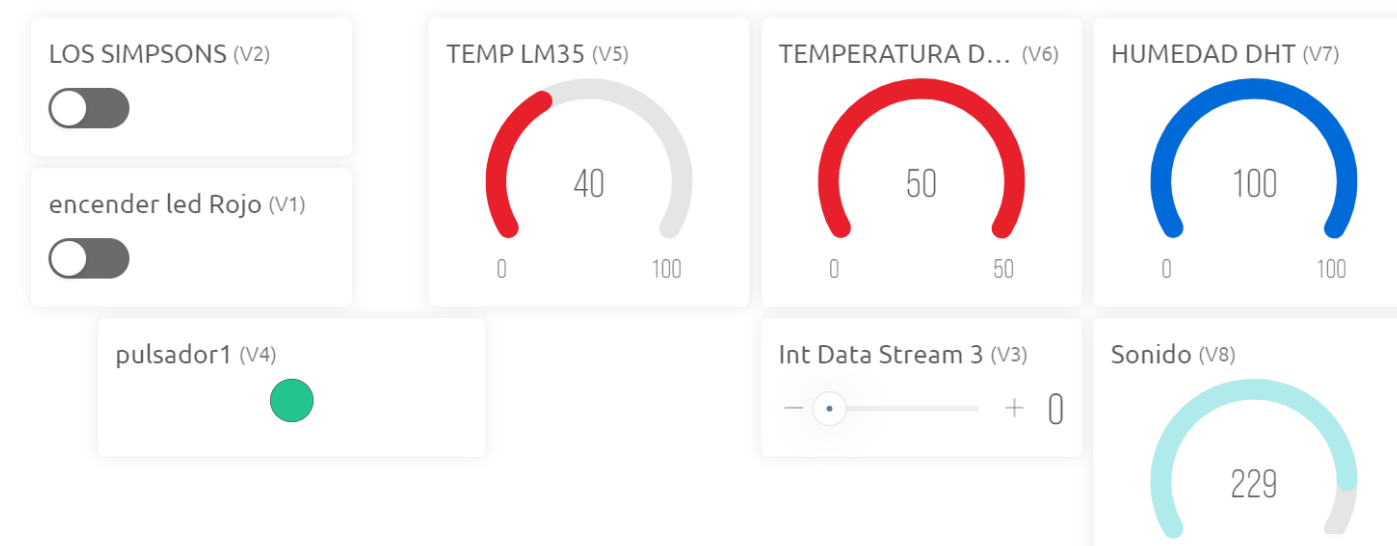 LOS SIMPSONS (V2)
TEMP LM35 (V5)
TEMPERATURA D... (V6)
HUMEDAD DHT (V7)
40
50
100
encender led Rojo (V1)
0
100
0
50
0
100
pulsador1 (V4)
Int Data Stream 3 (V3)
Sonido (V8)
− + 0
229